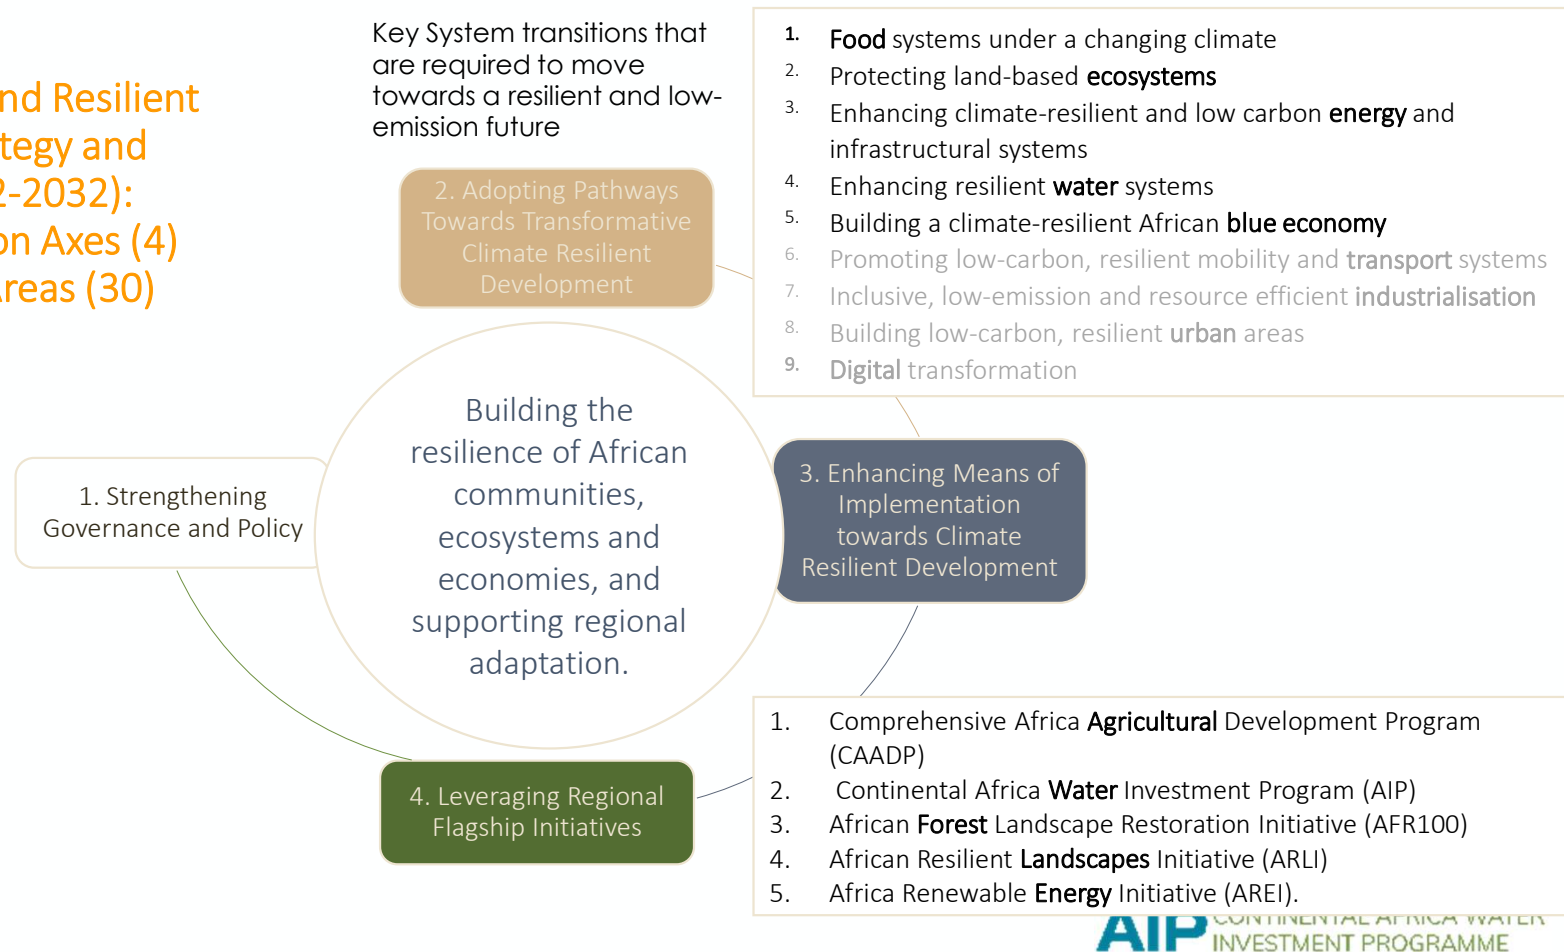 nd Resilient
tegy and
2-2032):
on Axes (4)
Areas (30)
Key System transitions that
are required to move
towards a resilient and low-
emission future
2. Adopting Pathways
Towards Transformative
Climate Resilient
Development
1. Food systems under a changing climate
2. Protecting land-based ecosystems
3. Enhancing climate-resilient and low carbon energy and
infrastructural systems
4. Enhancing resilient water systems
5. Building a climate-resilient African blue economy
6. Promoting low-carbon, resilient mobility and transport systems
7. Inclusive, low-emission and resource efficient industrialisation
8. Building low-carbon, resilient urban areas
9. Digital transformation
Building the
resilience of African
communities,
ecosystems and
economies, and
supporting regional
adaptation.
1. Strengthening
Governance and Policy
3. Enhancing Means of
Implementation
towards Climate
Resilient Development
4. Leveraging Regional
Flagship Initiatives
1. Comprehensive Africa Agricultural Development Program
(CAADP)
2. Continental Africa Water Investment Program (AIP)
3. African Forest Landscape Restoration Initiative (AFR100)
4. African Resilient Landscapes Initiative (ARLI)
5. Africa Renewable Energy Initiative (AREI).
AIP CONTINENTAL AFRICA WATER
INVESTMENT PROGRAMME